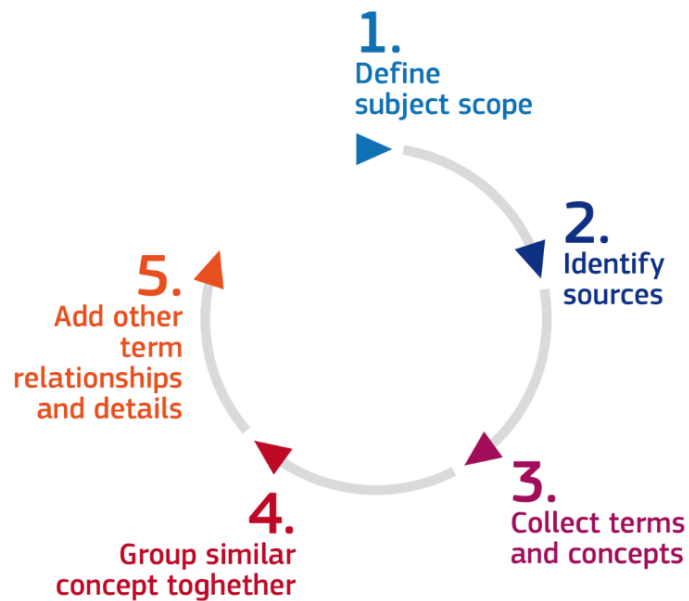 1.
Define
subject scope
2.
Identify
sources
3.
Collect terms
and concepts
4.
Group similar
concept toghether
5.
Add other
term
relationships
and details